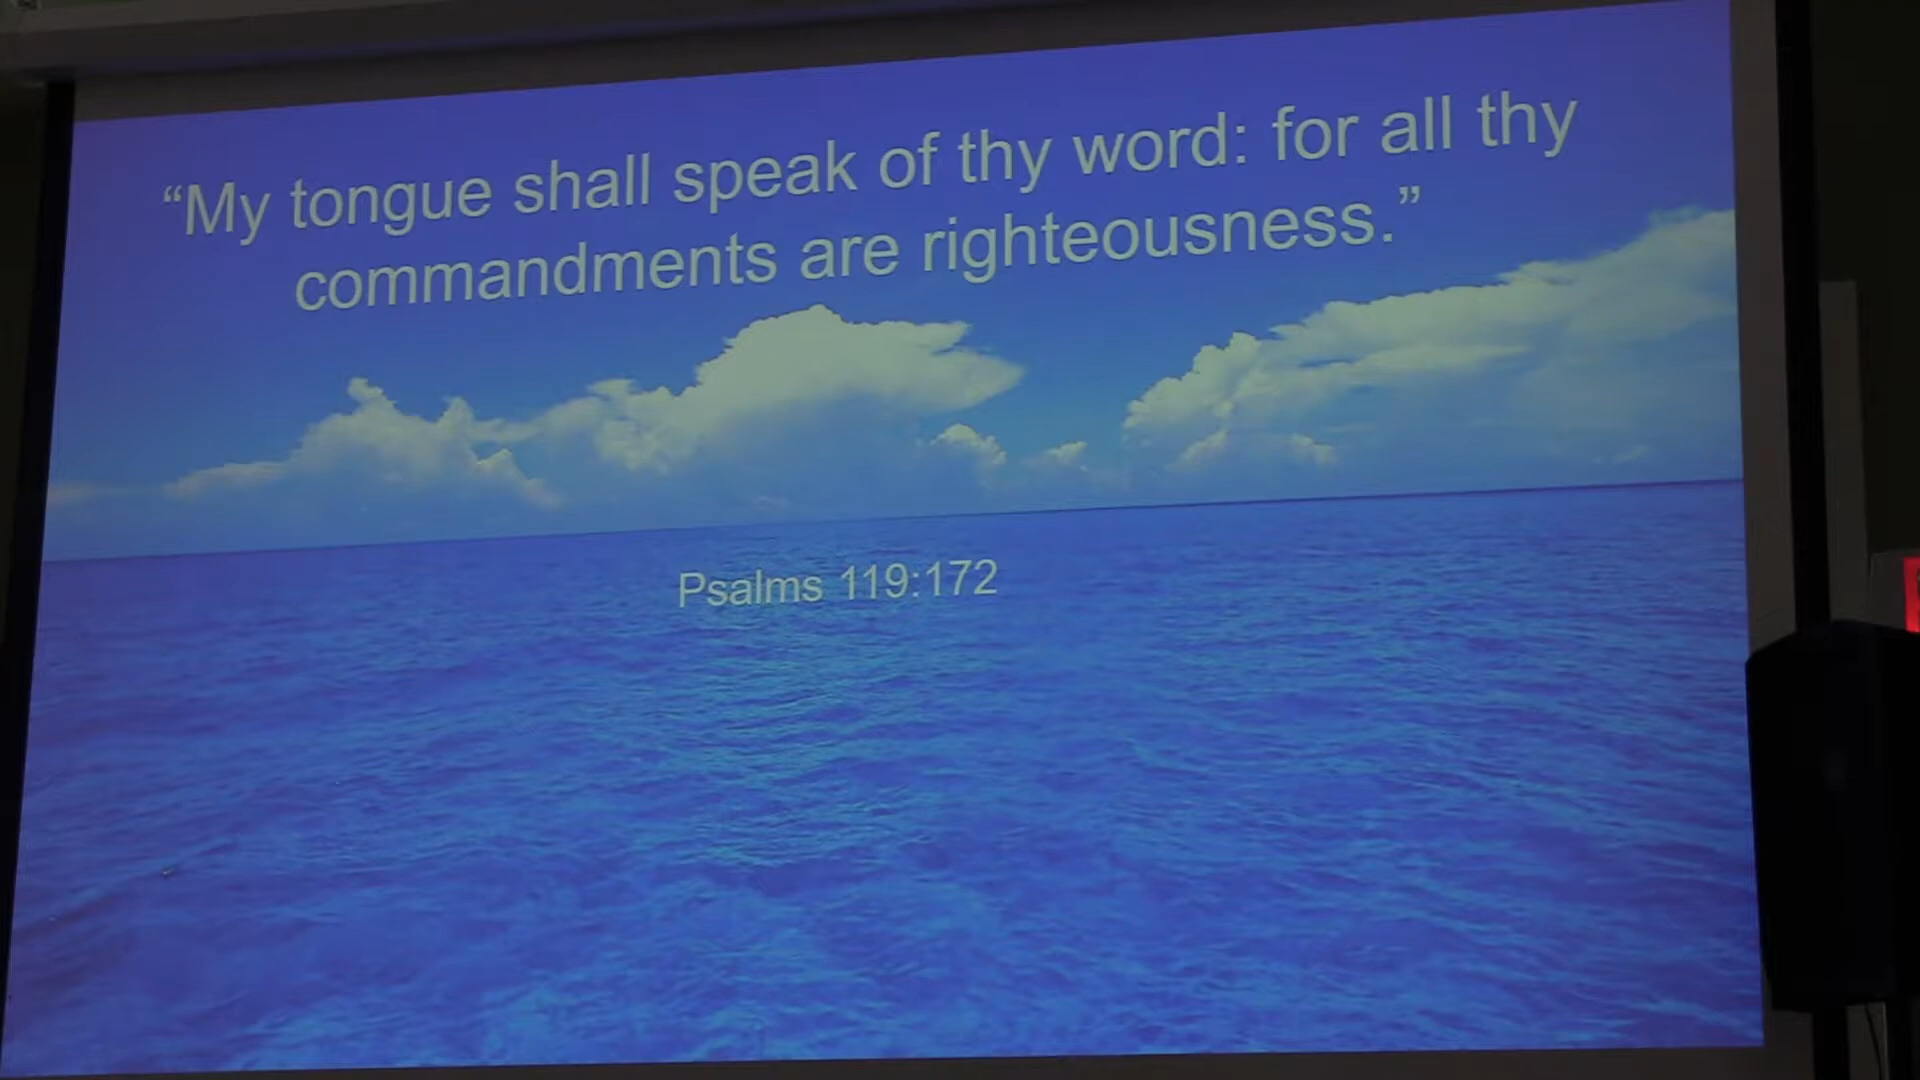 “My tongue shall speak of thy word: for all thy
commandments are righteousness.”
Psalms 119:172